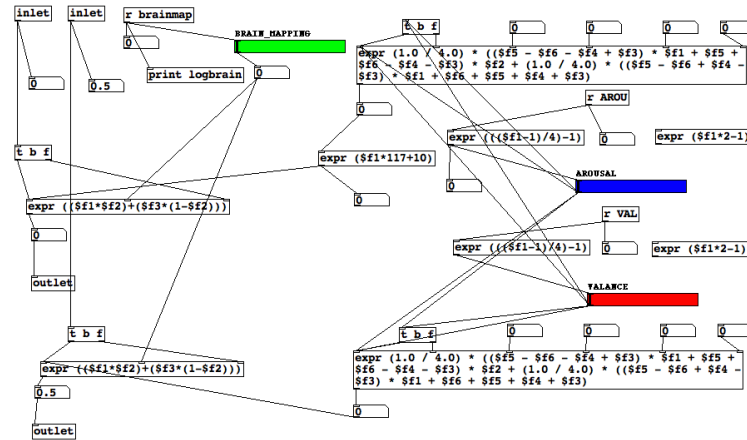 inlet
inlet
r brainmap
BRAIN_MAPPING
t b f
0
0
0
0
0
print logbrain
0
0
0.5
expr (1.0 / 4.0) * (($f5 - $f6 - $f4 + $f3) * $f1 + $f5 +
$f6 - $f4 - $f3) * $f2 + (1.0 / 4.0) * (($f5 - $f6 + $f4 -
$f3) * $f1 + $f6 + $f5 + $f4 + $f3)
0
r AROU
expr ((($f1-1)/4)-1)
0
expr ($f1*2-1)
t b f
expr ($f1*117+10)
0
0
AROUSAL
expr (($f1*$f2)+($f3*(1-$f2)))
0
r VAL
expr ((($f1-1)/4)-1)
0
expr ($f1*2-1)
outlet
VALANCE
t b f
t b f
0
0
0
0
expr (($f1*$f2)+($f3*(1-$f2)))
expr (1.0 / 4.0) * (($f5 - $f6 - $f4 + $f3) * $f1 + $f5 +
$f6 - $f4 - $f3) * $f2 + (1.0 / 4.0) * (($f5 - $f6 + $f4 -
$f3) * $f1 + $f6 + $f5 + $f4 + $f3)
0.5
0
outlet